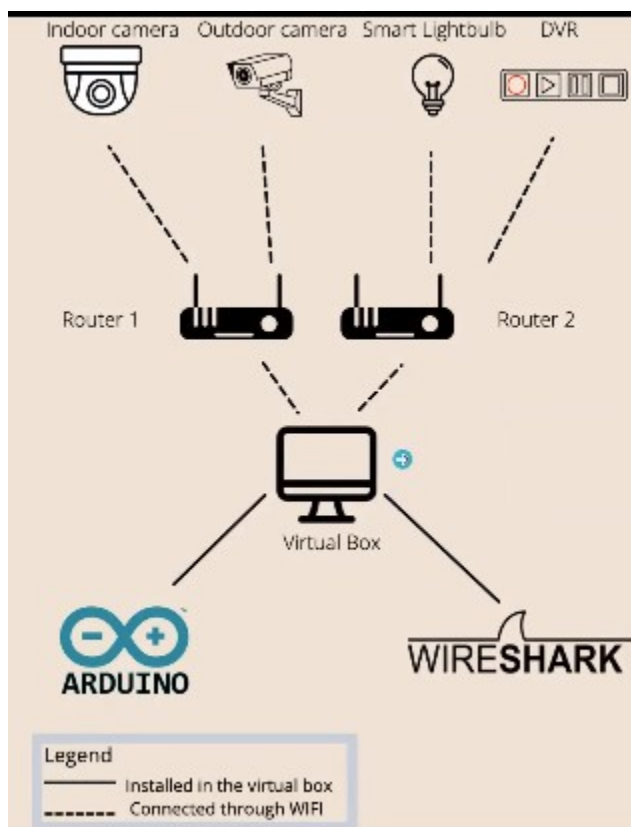 Indoor camera Outdoor camera Smart Lightbulb DVR
Router 1 Router 2
Virtual Box
ARDUINO WIRESHARK
Legend
Installed in the virtual box
Connected through WIFI